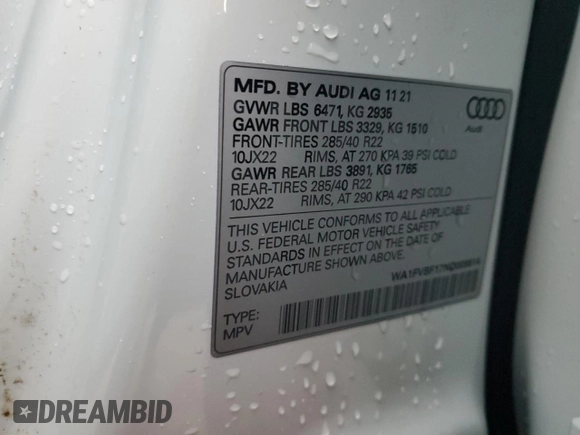 MFD. BY AUDI AG 11 21
GVWR LBS 6471, KG 2935
GAWR FRONT LBS 3329, KG 1510
FRONT-TIRES 285/40 R22
10JX22 RIMS, AT 270 KPA 39 PSI COLD
GAWR REAR LBS 3891, KG 1765
REAR-TIRES 285/40 R22
10JX22 RIMS, AT 290 KPA 42 PSI COLD
Audi
THIS VEHICLE CONFORMS TO ALL APPLICABLE
U.S. FEDERAL MOTOR VEHICLE SAFETY
STANDARDS IN EFFECT ON THE DATE OF
MANUFACTURE SHOWN ABOVE.
SLOVAKIA
TYPE:
MPV
DREAMBID